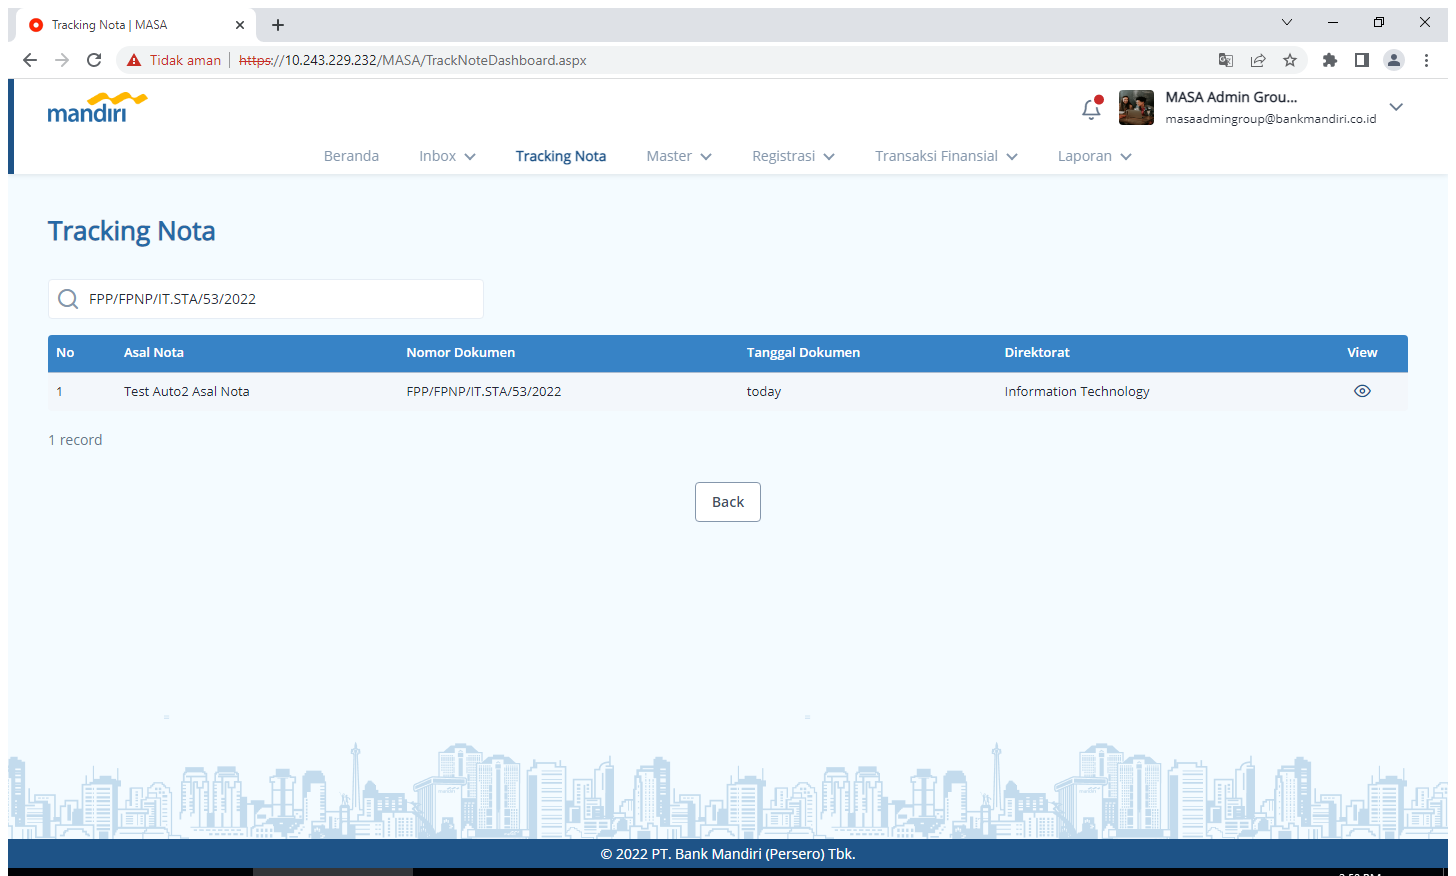 Tracking Nota | MASA
Tidak aman | https://10.243.229.232/MASA/TrackNoteDashboard.aspx
mandiri
MASA Admin Grou...
masaadmingroup@bankmandiri.co.id
Beranda Inbox Tracking Nota Master Registrasi Transaksi Finansial Laporan
Tracking Nota
FPP/FPNP/IT.STA/53/2022
No Asal Nota Nomor Dokumen Tanggal Dokumen Direktorat View
1 Test Auto2 Asal Nota FPP/FPNP/IT.STA/53/2022 today Information Technology
1 record
Back
© 2022 PT. Bank Mandiri (Persero) Tbk.